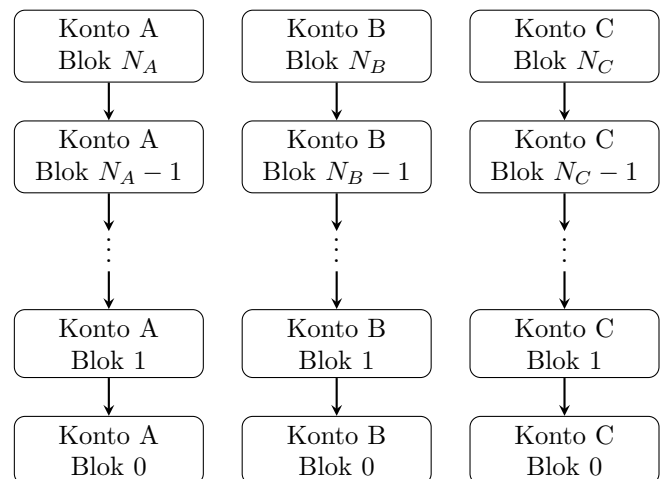 Konto A
Blok N_A
Konto B
Blok N_B
Konto C
Blok N_C
Konto A
Blok N_A − 1
Konto B
Blok N_B − 1
Konto C
Blok N_C − 1
Konto A
Blok 1
Konto B
Blok 1
Konto C
Blok 1
Konto A
Blok 0
Konto B
Blok 0
Konto C
Blok 0